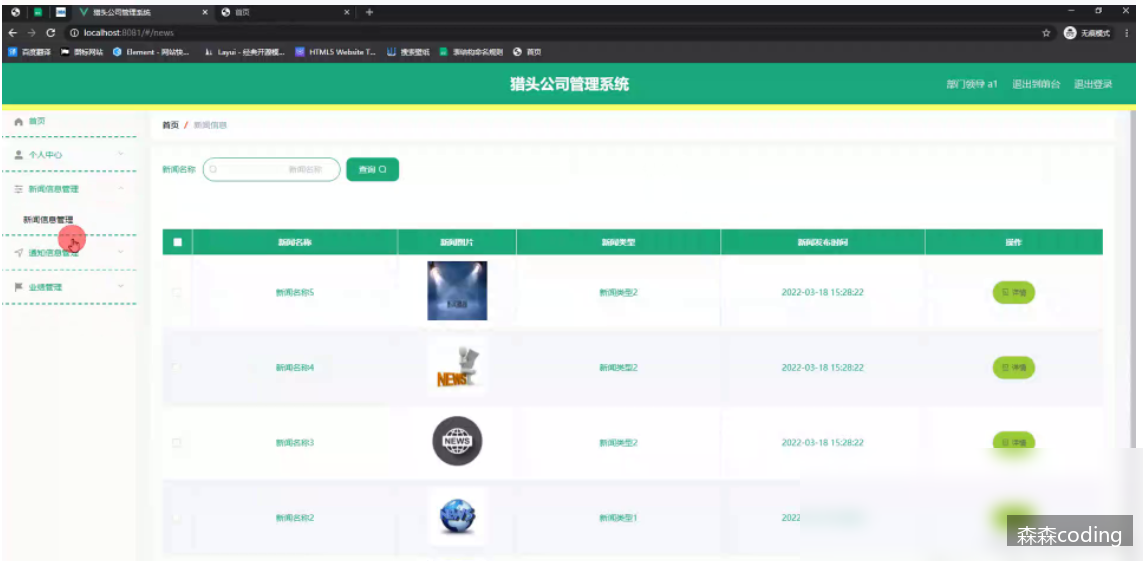 猎头公司管理系统 首页
localhost:8081/#/news 无痕模式
百度翻译 图标网站 Element - 网站快... Layui - 经典开源模... HTML5 Website T... 搜索壁纸 首页
猎头公司管理系统 部门领导 a1 退出到前台 退出登录
首页
首页 / 新闻信息
个人中心
新闻名称 新闻名称 查询
新闻信息管理
新闻信息管理
通知信息管理
业绩管理
新闻名称 新闻图片 新闻类型 新闻发布时间 操作
新闻名称5 新闻类型2 2022-03-18 15:28:22 详情
新闻名称4 NEWS 新闻类型2 2022-03-18 15:28:22 详情
新闻名称3 NEWS 新闻类型2 2022-03-18 15:28:22 详情
新闻名称2 新闻类型1 2022
森森coding